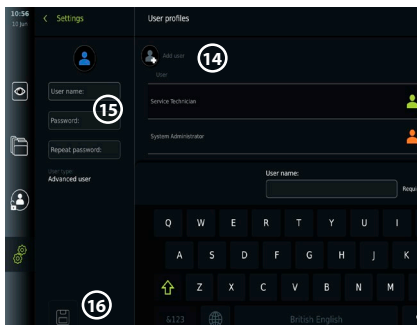 10:56
10 Jun
Settings
User profiles
Add user
14
User
User name:
15
Service Technician
Password:
System Administrator
Repeat password:
User type:
Advanced user
User name:
Q W E R T Y U I
A S D F G H J K
Z X C V B N M
16
&123
British English